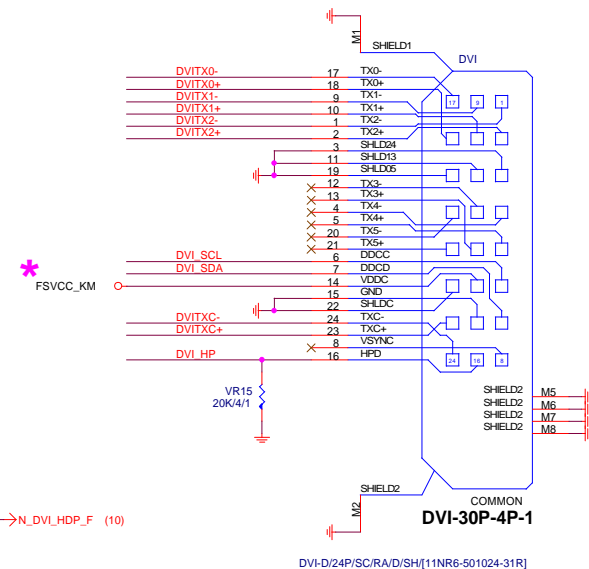 M1
SHIELD1
DVI
DVITX0- 17 TX0-
DVITX0+ 18 TX0+
DVITX1- 9 TX1-
DVITX1+ 10 TX1+
DVITX2- 1 TX2-
DVITX2+ 2 TX2+
3 SHLD24
11 SHLD13
19 SHLD05
12 TX3-
13 TX3+
4 TX4-
5 TX4+
20 TX5-
21 TX5+
DVI_SCL 6 DDCC
DVI_SDA 7 DDCD
* FSVCC_KM 14 VDDC
15 GND
22 SHLDC
DVITXC- 24 TXC-
DVITXC+ 23 TXC+
8 VSYNC
DVI_HP 16 HPD
17 9 1
24 16 8
VR15
20K/4/1
SHIELD2 M5
SHIELD2 M6
SHIELD2 M7
SHIELD2 M8
SHIELD2
M2
COMMON
DVI-30P-4P-1
N_DVI_HDP_F (10)
DVI-D/24P/SC/RA/D/SH/[11NR6-501024-31R]